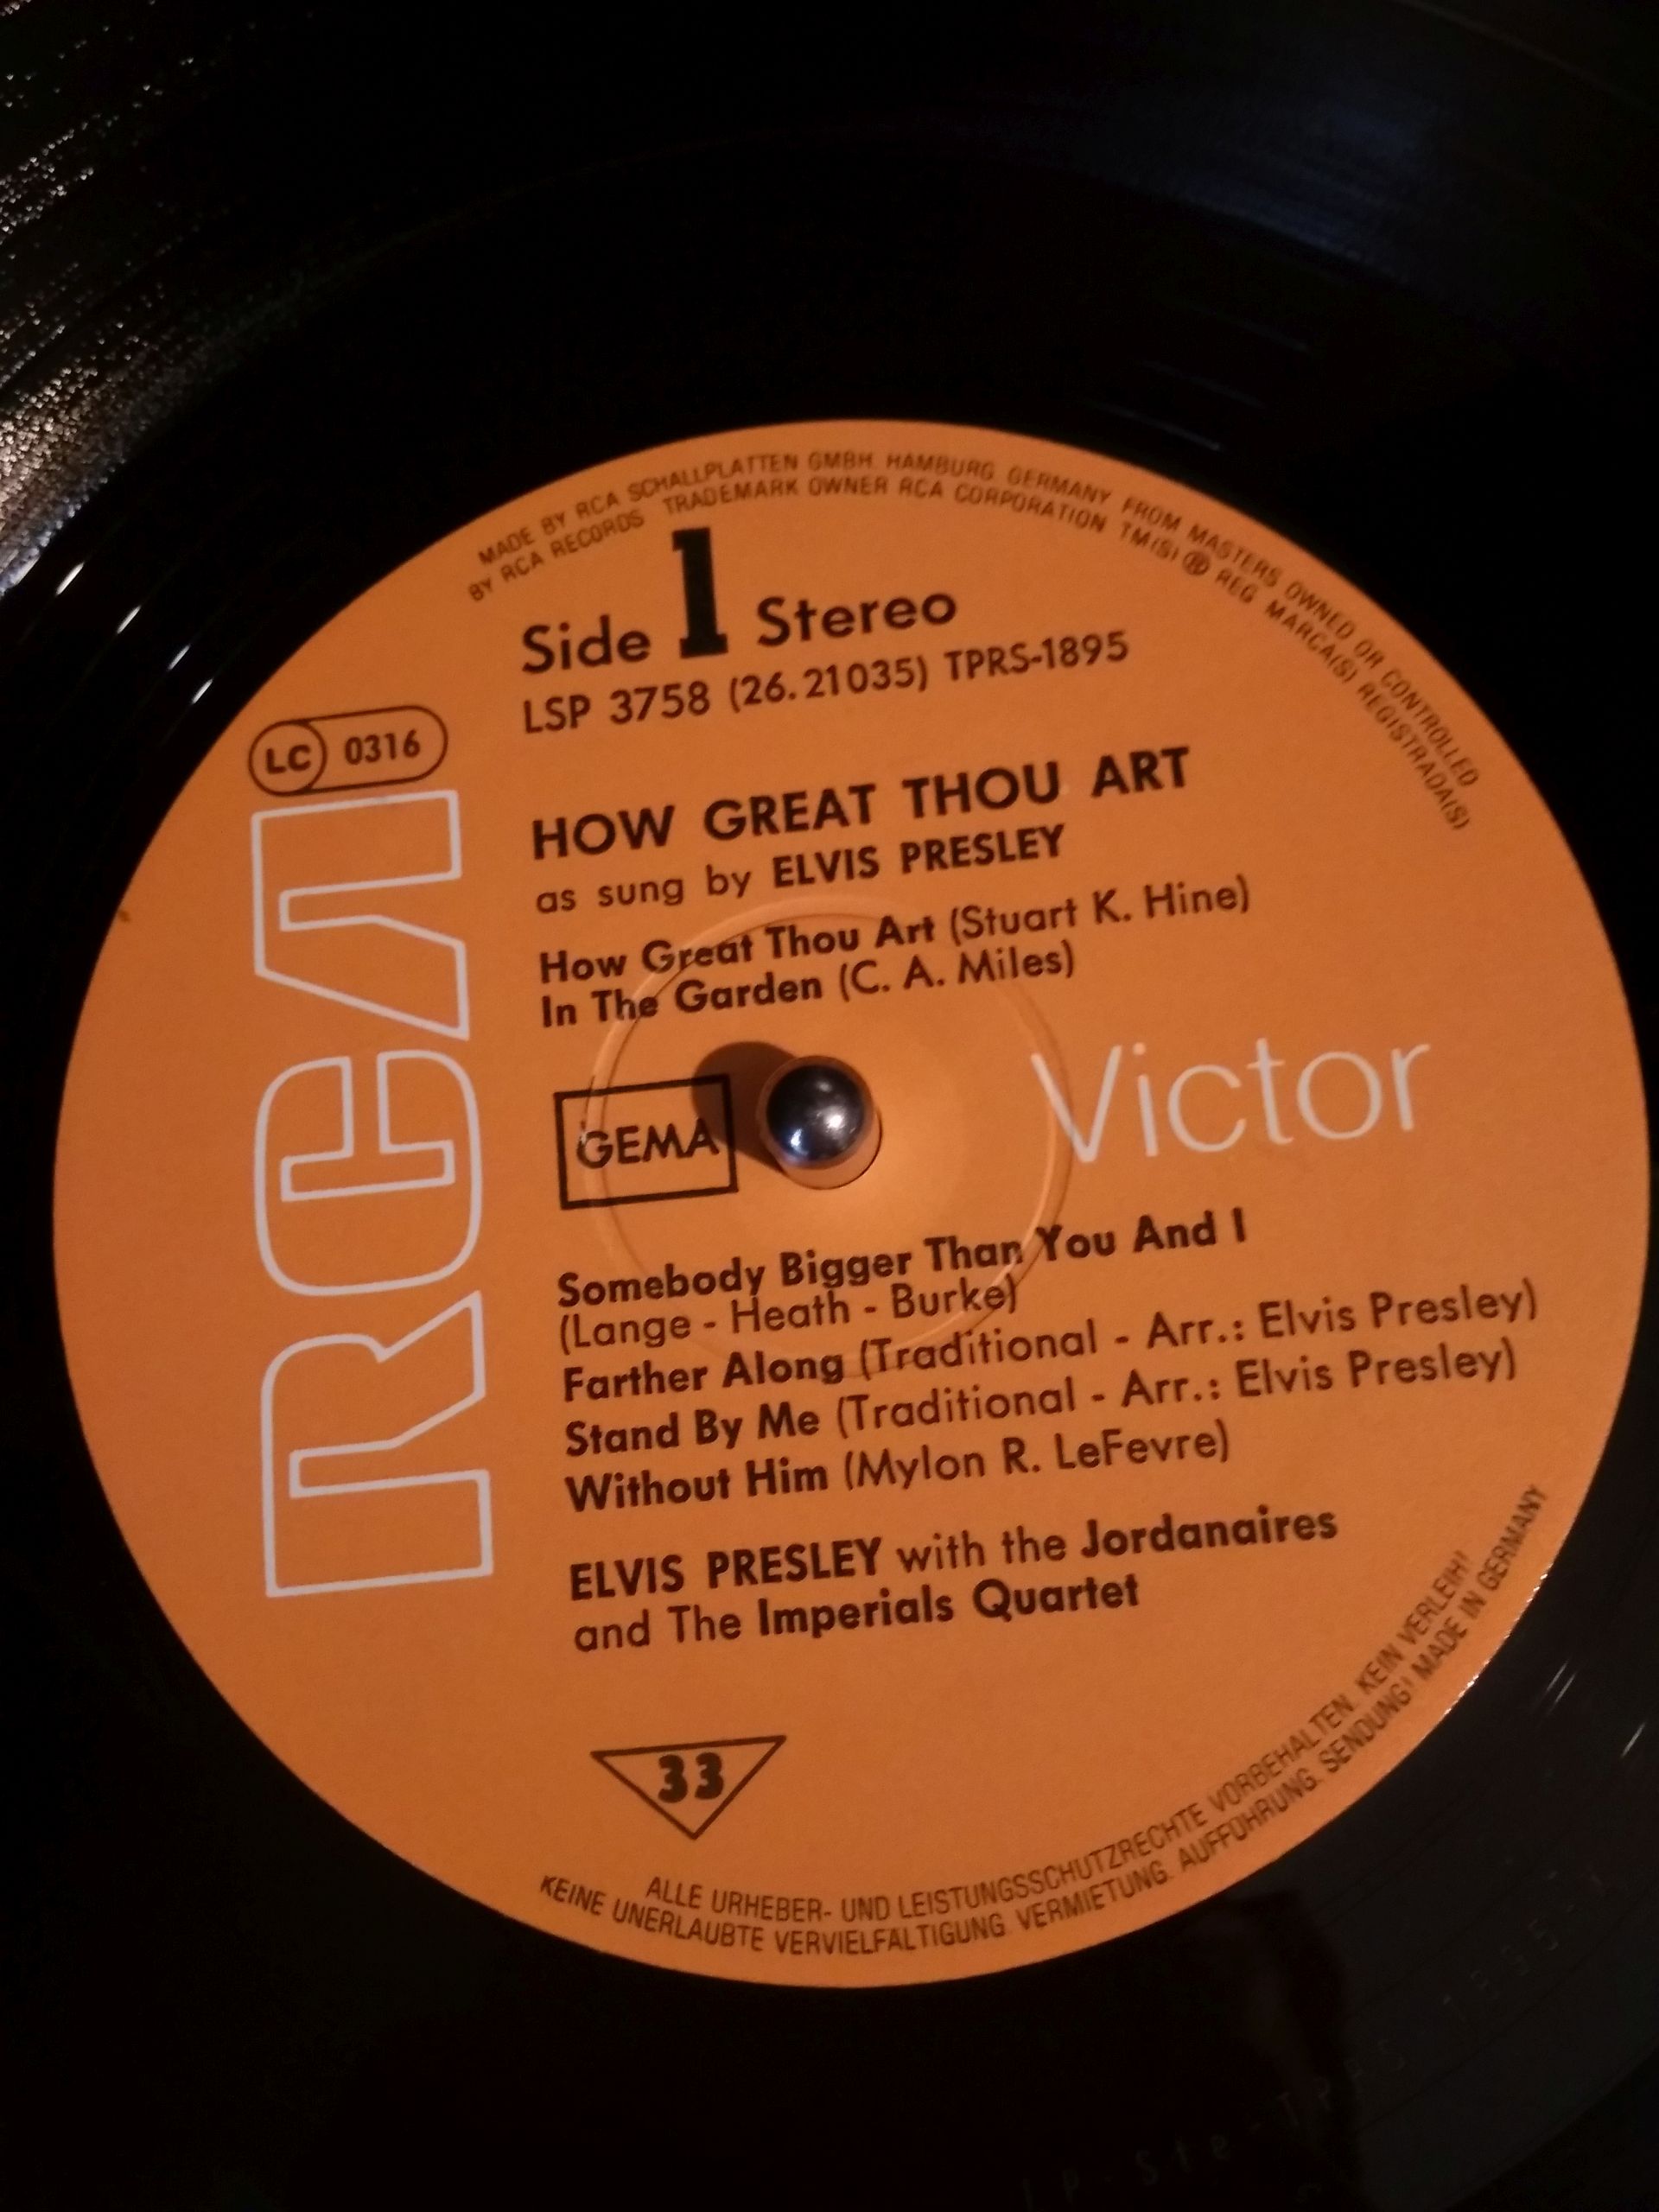 MADE BY RCA SCHALLPLATTEN GMBH. HAMBURG. GERMANY. FROM MASTERS OWNED OR CONTROLLED
BY RCA RECORDS. TRADEMARK OWNER RCA CORPORATION TM(S) ® REG. MARCA(S) REGISTRADA(S)
Side 1 Stereo
LSP 3758 (26.21035) TPRS-1895
LC 0316
RCA
HOW GREAT THOU ART
as sung by ELVIS PRESLEY
How Great Thou Art (Stuart K. Hine)
In The Garden (C. A. Miles)
GEMA
Victor
Somebody Bigger Than You And I
(Lange - Heath - Burke)
Farther Along (Traditional - Arr.: Elvis Presley)
Stand By Me (Traditional - Arr.: Elvis Presley)
Without Him (Mylon R. LeFevre)
ELVIS PRESLEY with the Jordanaires
and The Imperials Quartet
33
ALLE URHEBER- UND LEISTUNGSSCHUTZRECHTE VORBEHALTEN. KEIN VERLEIH!
KEINE UNERLAUBTE VERVIELFÄLTIGUNG. VERMIETUNG. AUFFÜHRUNG. SENDUNG! MADE IN GERMANY